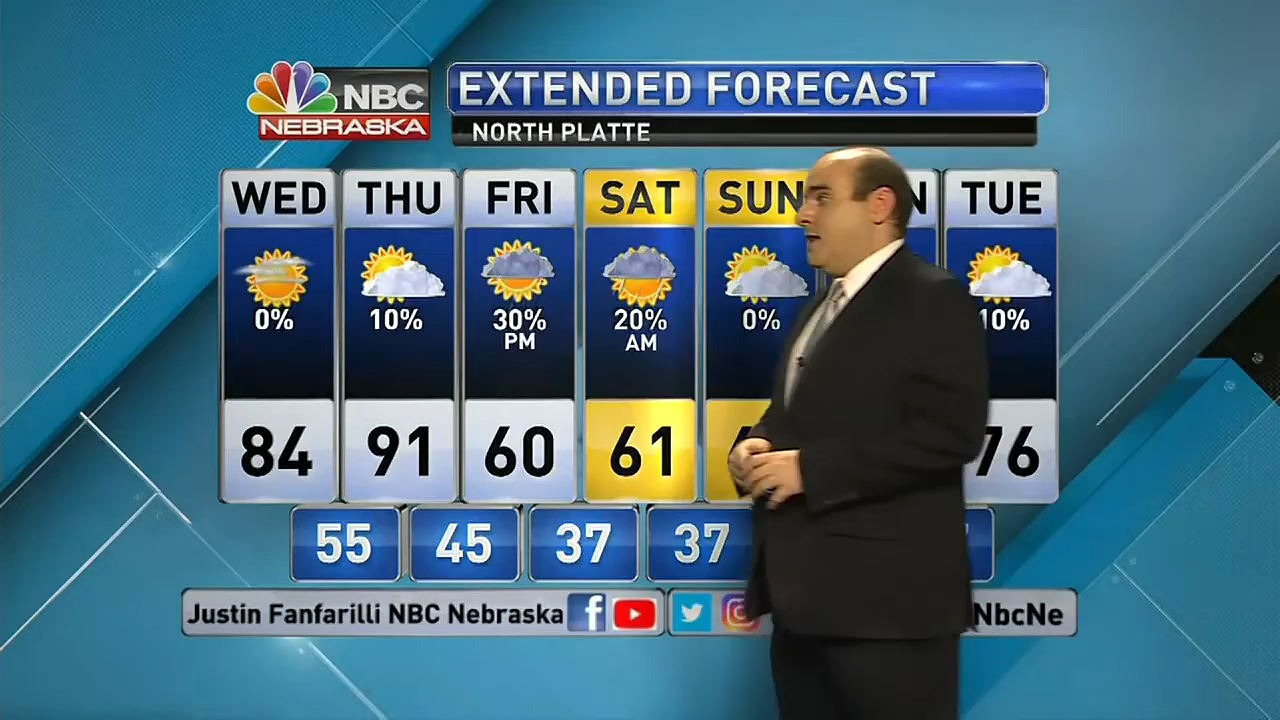 NBC
NEBRASKA
EXTENDED FORECAST
NORTH PLATTE
WED THU FRI SAT SUN TUE
0% 10% 30% 20% 0% 10%
PM AM
84 91 60 61 76
55 45 37 37
Justin Fanfarilli NBC Nebraska
NbcNe